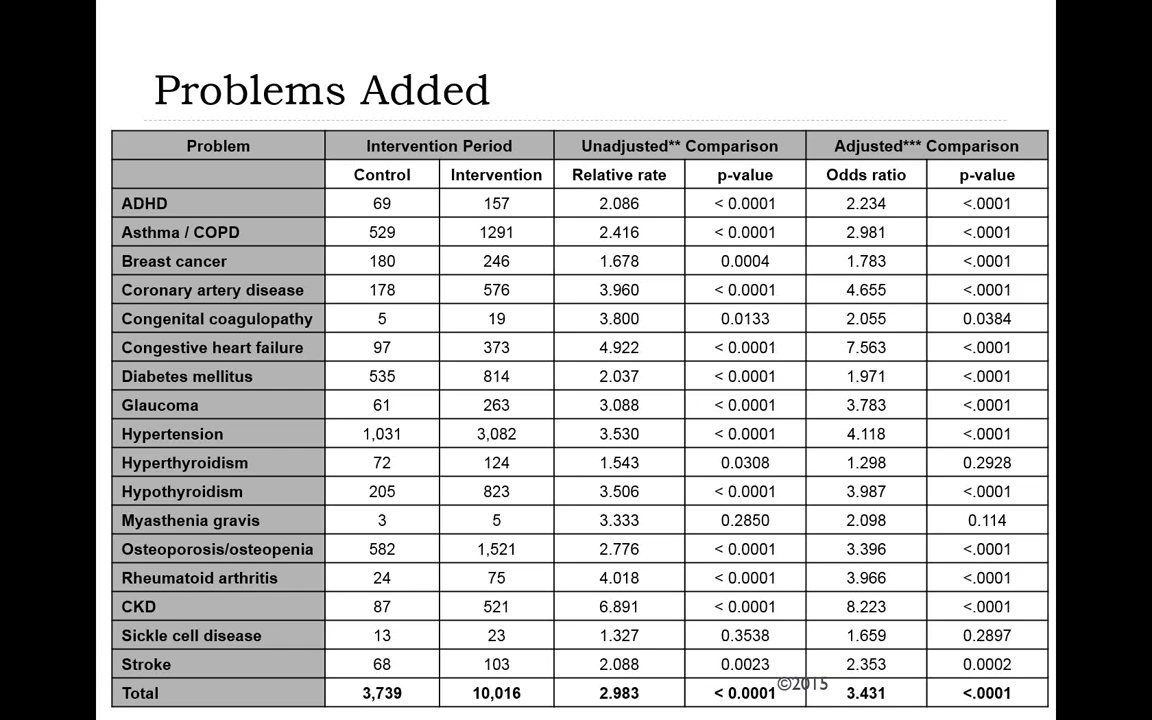 Problems Added
Problem Intervention Period Unadjusted** Comparison Adjusted*** Comparison
Control Intervention Relative rate p-value Odds ratio p-value
ADHD 69 157 2.086 < 0.0001 2.234 <.0001
Asthma / COPD 529 1291 2.416 < 0.0001 2.981 <.0001
Breast cancer 180 246 1.678 0.0004 1.783 <.0001
Coronary artery disease 178 576 3.960 < 0.0001 4.655 <.0001
Congenital coagulopathy 5 19 3.800 0.0133 2.055 0.0384
Congestive heart failure 97 373 4.922 < 0.0001 7.563 <.0001
Diabetes mellitus 535 814 2.037 < 0.0001 1.971 <.0001
Glaucoma 61 263 3.088 < 0.0001 3.783 <.0001
Hypertension 1,031 3,082 3.530 < 0.0001 4.118 <.0001
Hyperthyroidism 72 124 1.543 0.0308 1.298 0.2928
Hypothyroidism 205 823 3.506 < 0.0001 3.987 <.0001
Myasthenia gravis 3 5 3.333 0.2850 2.098 0.114
Osteoporosis/osteopenia 582 1,521 2.776 < 0.0001 3.396 <.0001
Rheumatoid arthritis 24 75 4.018 < 0.0001 3.966 <.0001
CKD 87 521 6.891 < 0.0001 8.223 <.0001
Sickle cell disease 13 23 1.327 0.3538 1.659 0.2897
Stroke 68 103 2.088 0.0023 2.353 0.0002
Total 3,739 10,016 2.983 < 0.0001 3.431 <.0001
©2015